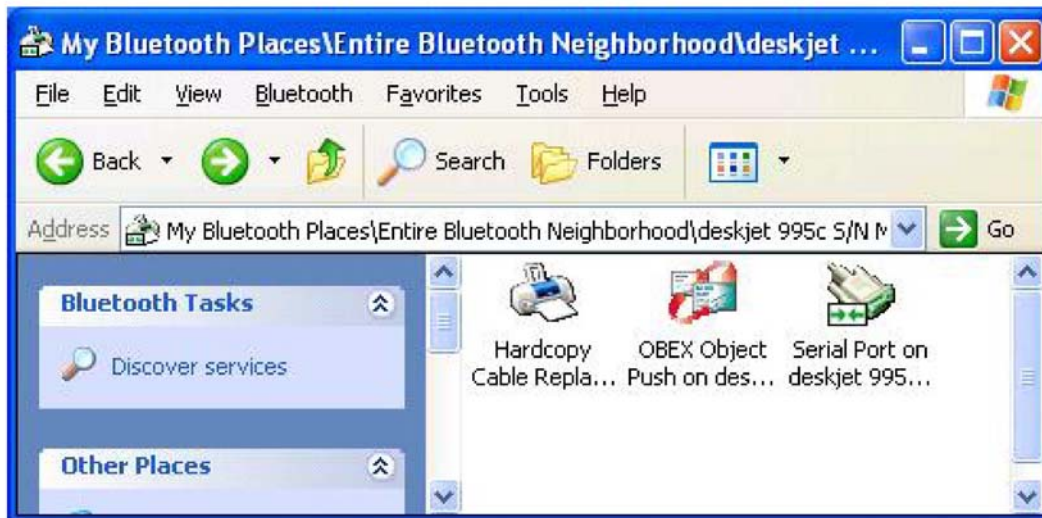 My Bluetooth Places\Entire Bluetooth Neighborhood\deskjet ...
File Edit View Bluetooth Favorites Tools Help
Back Search Folders
Address My Bluetooth Places\Entire Bluetooth Neighborhood\deskjet 995c S/N M Go
Bluetooth Tasks
Discover services
Other Places
Hardcopy
Cable Repla...
OBEX Object
Push on des...
Serial Port on
deskjet 995...